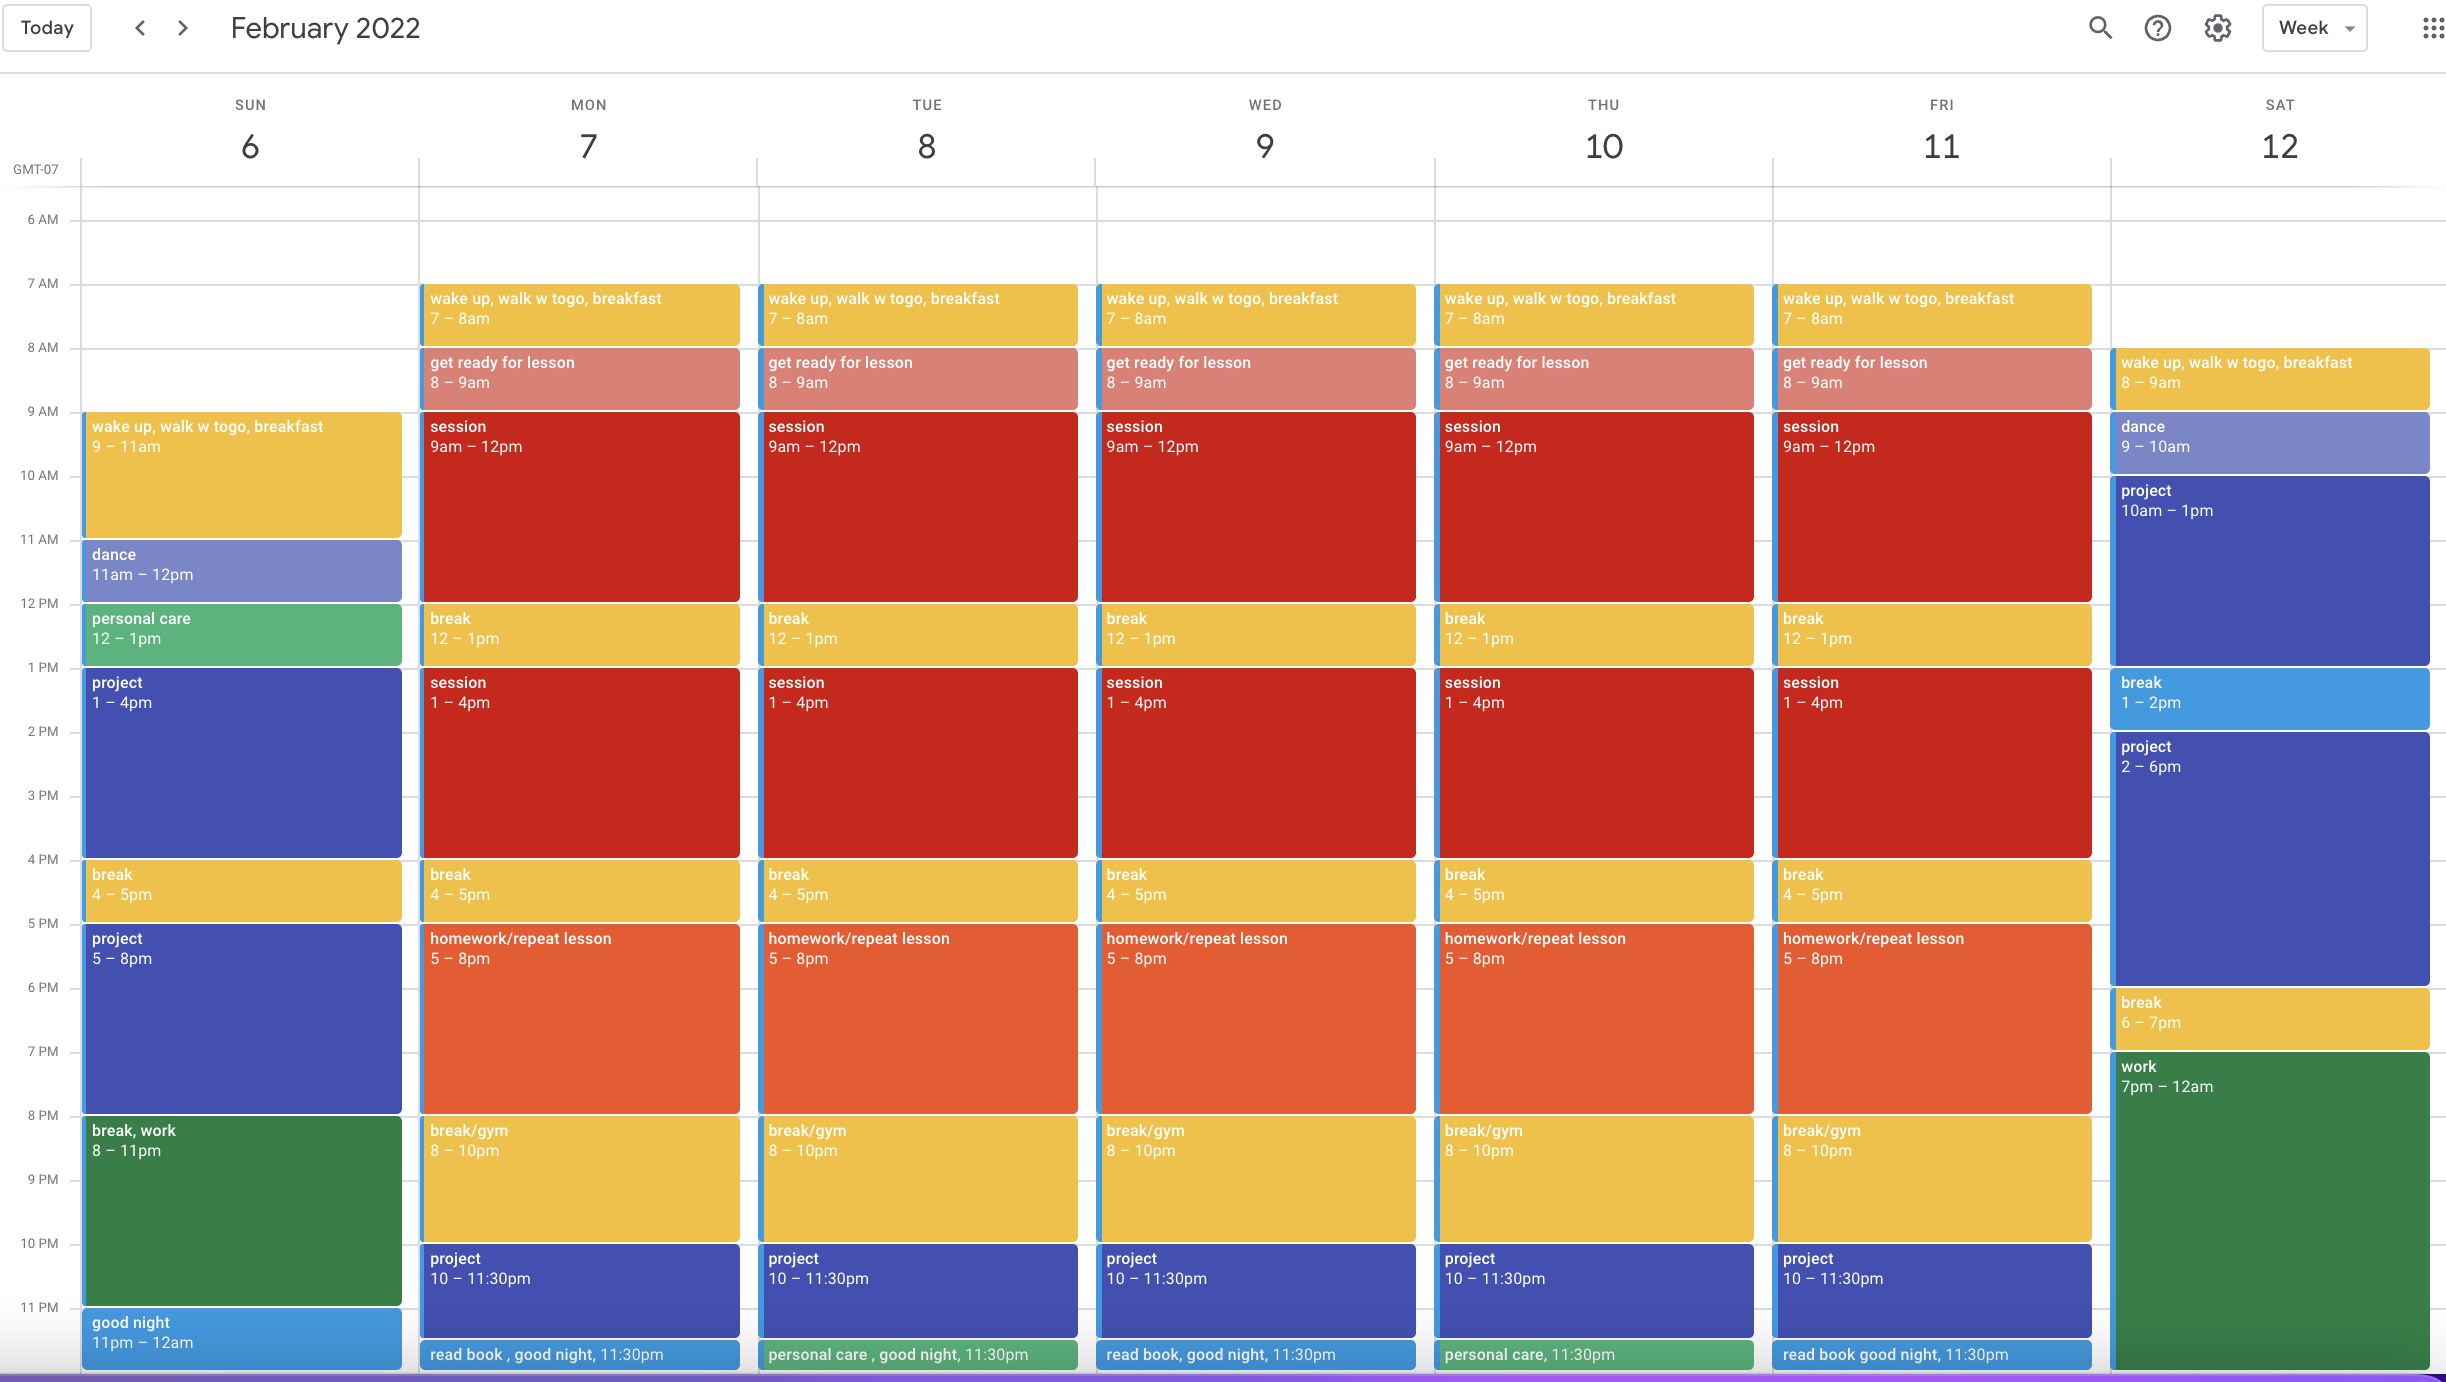 Today
February 2022
Week
SUN
6
MON
7
TUE
8
WED
9
THU
10
FRI
11
SAT
12
GMT-07
6 AM
7 AM
8 AM
9 AM
10 AM
11 AM
12 PM
1 PM
2 PM
3 PM
4 PM
5 PM
6 PM
7 PM
8 PM
9 PM
10 PM
11 PM
wake up, walk w togo, breakfast
9 – 11am
dance
11am – 12pm
personal care
12 – 1pm
project
1 – 4pm
break
4 – 5pm
project
5 – 8pm
break, work
8 – 11pm
good night
11pm – 12am
wake up, walk w togo, breakfast
7 – 8am
get ready for lesson
8 – 9am
session
9am – 12pm
break
12 – 1pm
session
1 – 4pm
break
4 – 5pm
homework/repeat lesson
5 – 8pm
break/gym
8 – 10pm
project
10 – 11:30pm
read book , good night, 11:30pm
wake up, walk w togo, breakfast
7 – 8am
get ready for lesson
8 – 9am
session
9am – 12pm
break
12 – 1pm
session
1 – 4pm
break
4 – 5pm
homework/repeat lesson
5 – 8pm
break/gym
8 – 10pm
project
10 – 11:30pm
personal care , good night, 11:30pm
wake up, walk w togo, breakfast
7 – 8am
get ready for lesson
8 – 9am
session
9am – 12pm
break
12 – 1pm
session
1 – 4pm
break
4 – 5pm
homework/repeat lesson
5 – 8pm
break/gym
8 – 10pm
project
10 – 11:30pm
read book, good night, 11:30pm
wake up, walk w togo, breakfast
7 – 8am
get ready for lesson
8 – 9am
session
9am – 12pm
break
12 – 1pm
session
1 – 4pm
break
4 – 5pm
homework/repeat lesson
5 – 8pm
break/gym
8 – 10pm
project
10 – 11:30pm
personal care, 11:30pm
wake up, walk w togo, breakfast
7 – 8am
get ready for lesson
8 – 9am
session
9am – 12pm
break
12 – 1pm
session
1 – 4pm
break
4 – 5pm
homework/repeat lesson
5 – 8pm
break/gym
8 – 10pm
project
10 – 11:30pm
read book good night, 11:30pm
wake up, walk w togo, breakfast
8 – 9am
dance
9 – 10am
project
10am – 1pm
break
1 – 2pm
project
2 – 6pm
break
6 – 7pm
work
7pm – 12am